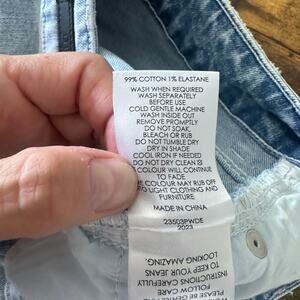 99% COTTON 1% ELASTANE
WASH WHEN REQUIRED
WASH SEPARATELY
BEFORE USE
COLD GENTLE MACHINE
WASH INSIDE OUT
REMOVE PROMPTLY
DO NOT SOAK,
BLEACH OR RUB
DO NOT TUMBLE DRY
DRY IN SHADE
COOL IRON IF NEEDED
DO NOT DRY CLEAN
COLOUR WILL CONTINUE
TO FADE
COLOUR MAY RUB OFF
TO LIGHT CLOTHING AND
FURNITURE
MADE IN CHINA
23503PWDE
2023
LOOKING AMAZING.
TO KEEP YOUR JEANS
INSTRUCTIONS
PLEASE